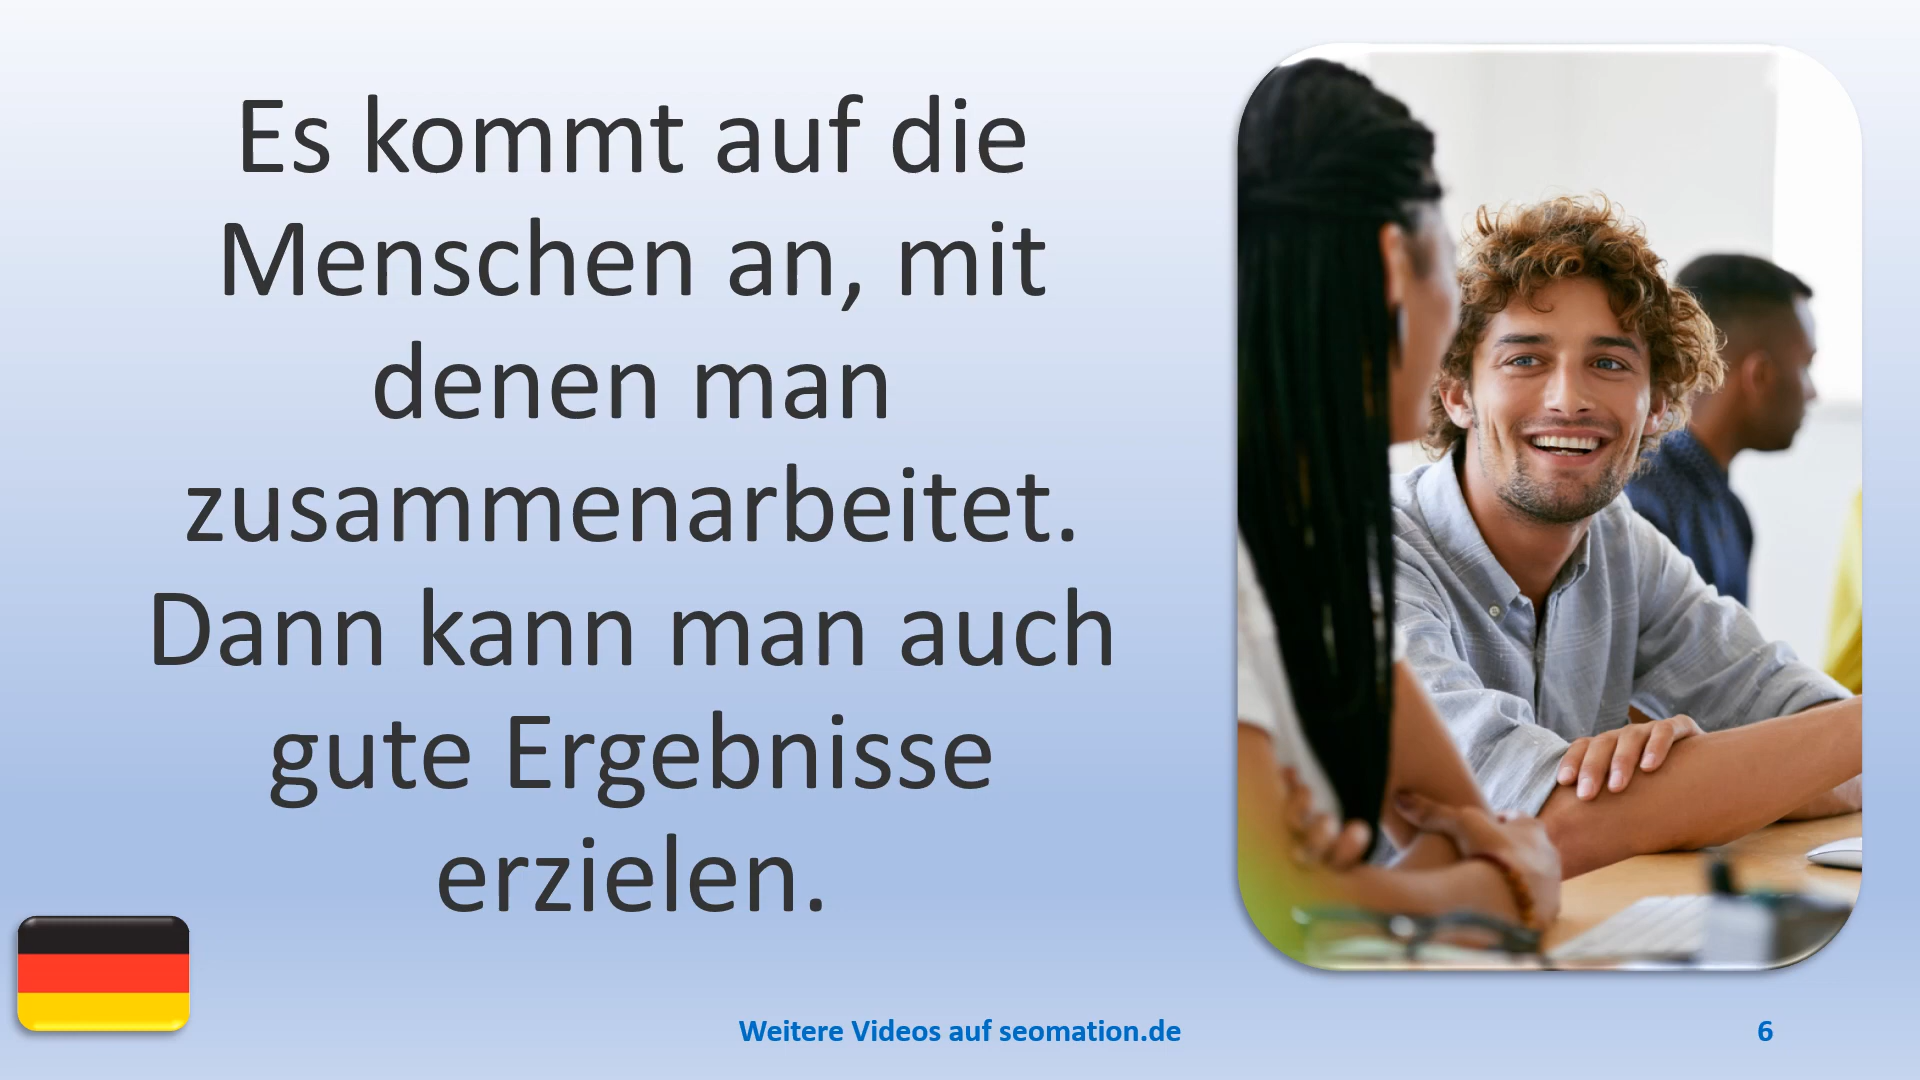 Es kommt auf die
Menschen an, mit
denen man
zusammenarbeitet.
Dann kann man auch
gute Ergebnisse
erzielen.
Weitere Videos auf seomation.de
6